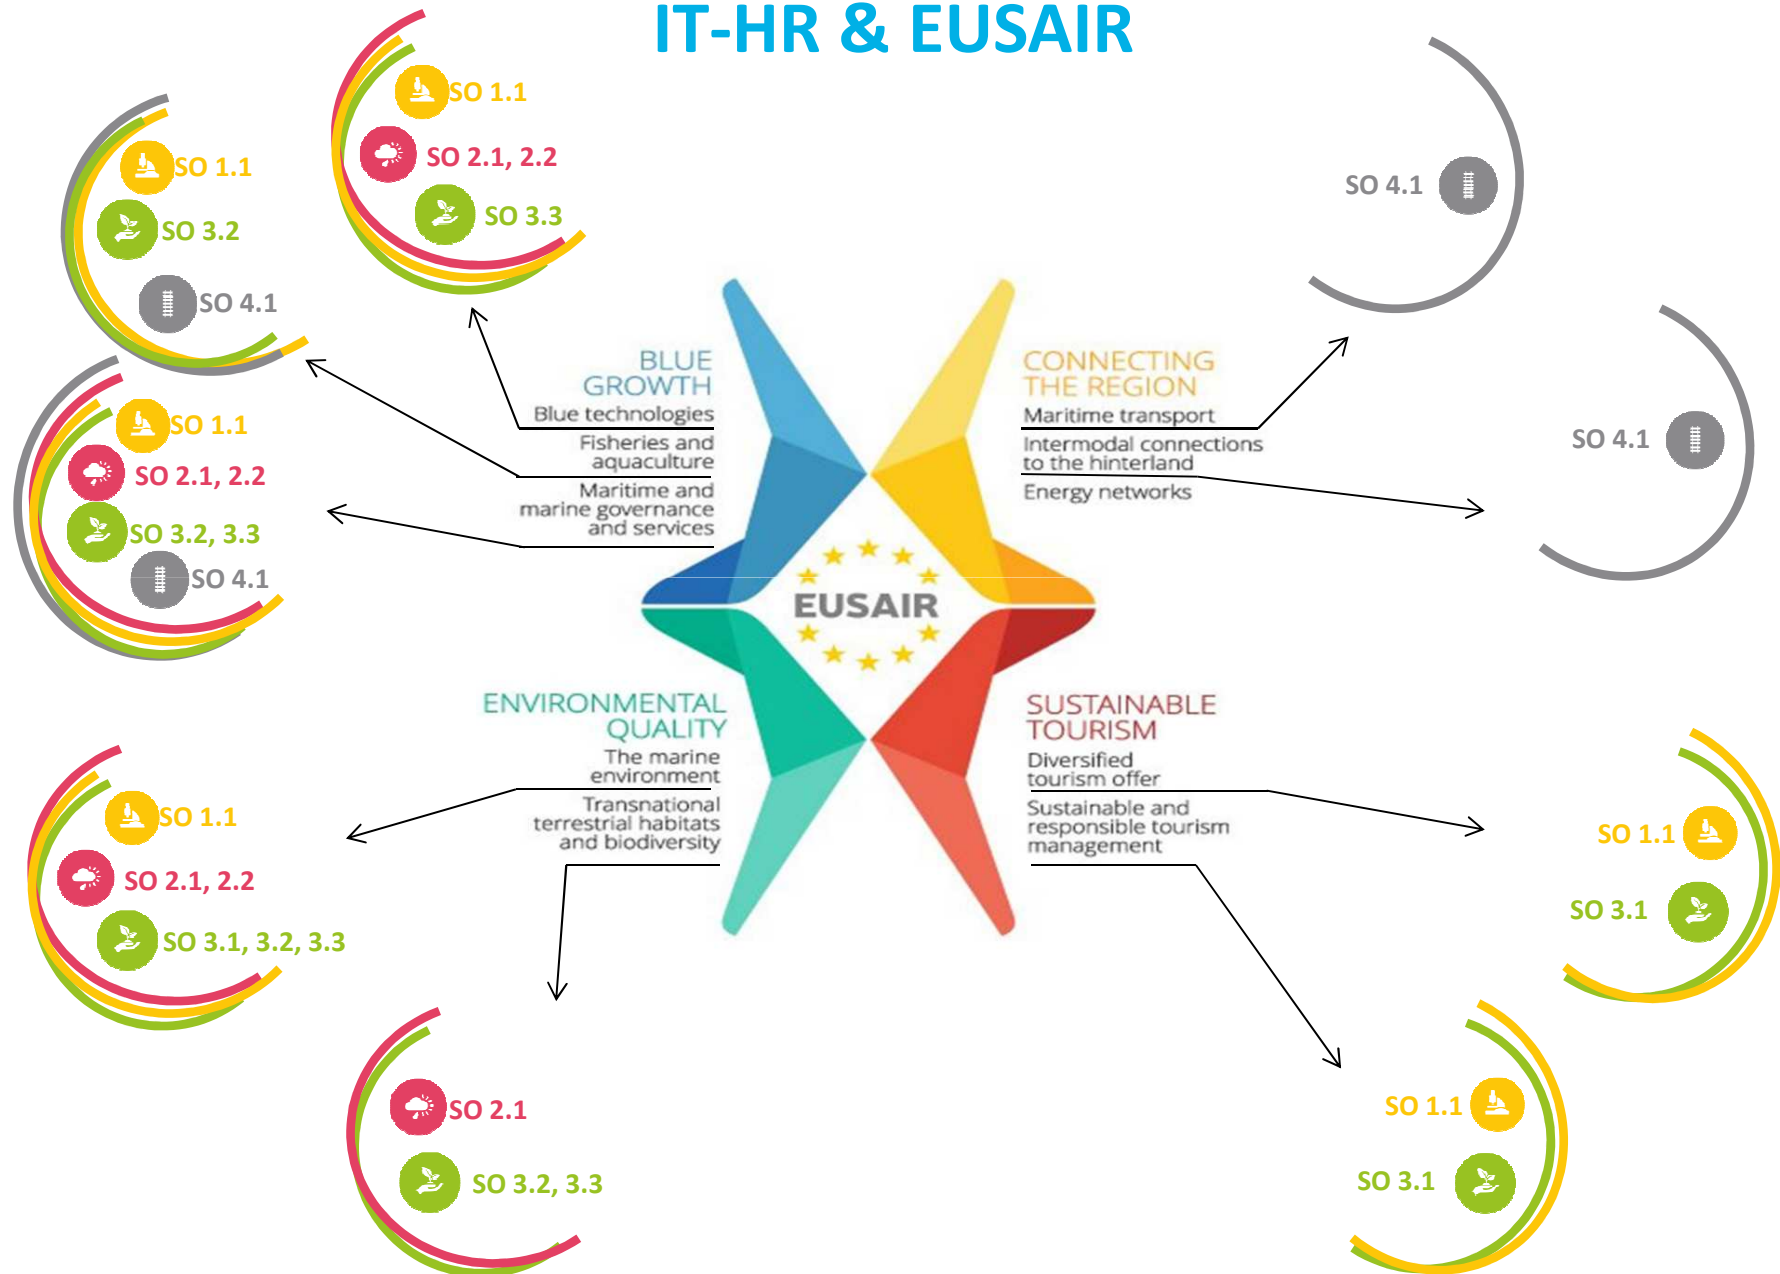 IT-HR & EUSAIR
SO 1.1
SO 2.1, 2.2
SO 3.3
SO 1.1
SO 3.2
SO 4.1
SO 1.1
SO 2.1, 2.2
SO 3.2, 3.3
SO 4.1
BLUE
GROWTH
Blue technologies
Fisheries and
aquaculture
Maritime and
marine governance
and services
CONNECTING
THE REGION
Maritime transport
Intermodal connections
to the hinterland
Energy networks
SO 4.1
SO 4.1
EUSAIR
ENVIRONMENTAL
QUALITY
The marine
environment
Transnational
terrestrial habitats
and biodiversity
SUSTAINABLE
TOURISM
Diversified
tourism offer
Sustainable and
responsible tourism
management
SO 1.1
SO 2.1, 2.2
SO 3.1, 3.2, 3.3
SO 2.1
SO 3.2, 3.3
SO 1.1
SO 3.1
SO 1.1
SO 3.1